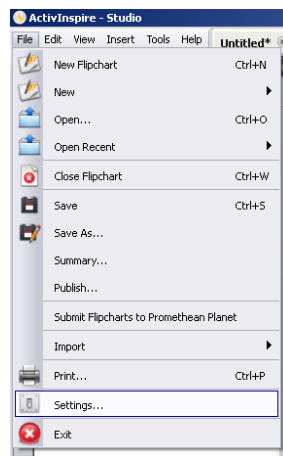 ActivInspire - Studio
File Edit View Insert Tools Help Untitled*
New Flipchart Ctrl+N
New
Open... Ctrl+O
Open Recent
Close Flipchart Ctrl+W
Save Ctrl+S
Save As...
Summary...
Publish...
Submit Flipcharts to Promethean Planet
Import
Print... Ctrl+P
Settings...
Exit